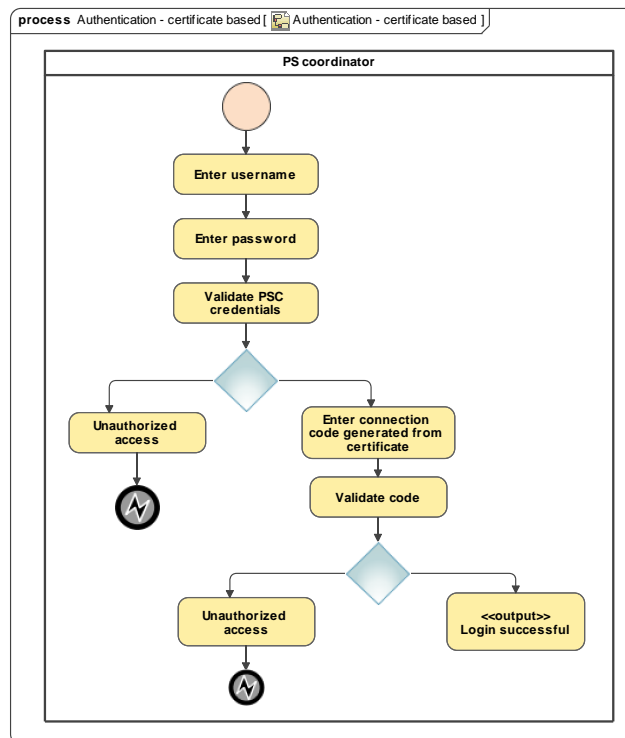 process Authentication - certificate based [ Authentication - certificate based ]
PS coordinator
Enter username
Enter password
Validate PSC
credentials
Unauthorized
access
Enter connection
code generated from
certificate
Validate code
Unauthorized
access
<<output>>
Login successful